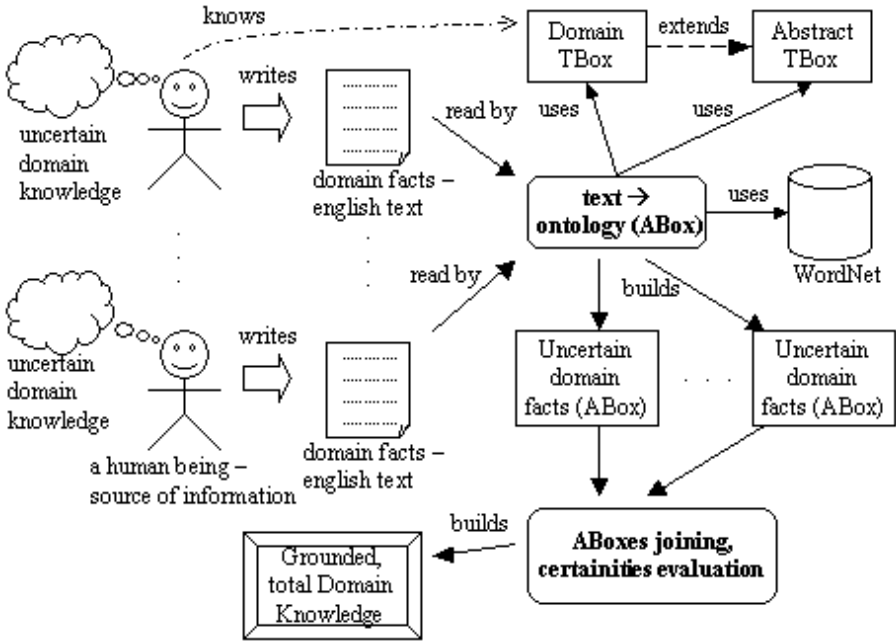 knows
Domain
TBox
extends
Abstract
TBox
writes
uncertain
domain
knowledge
read by
uses
uses
domain facts –
english text
text →
ontology (ABox)
uses
WordNet
read by
builds
writes
uncertain
domain
knowledge
Uncertain
domain
facts (ABox)
. . . .
Uncertain
domain
facts (ABox)
domain facts –
english text
a human being –
source of information
builds
ABoxes joining,
certainities evaluation
Grounded,
total Domain
Knowledge